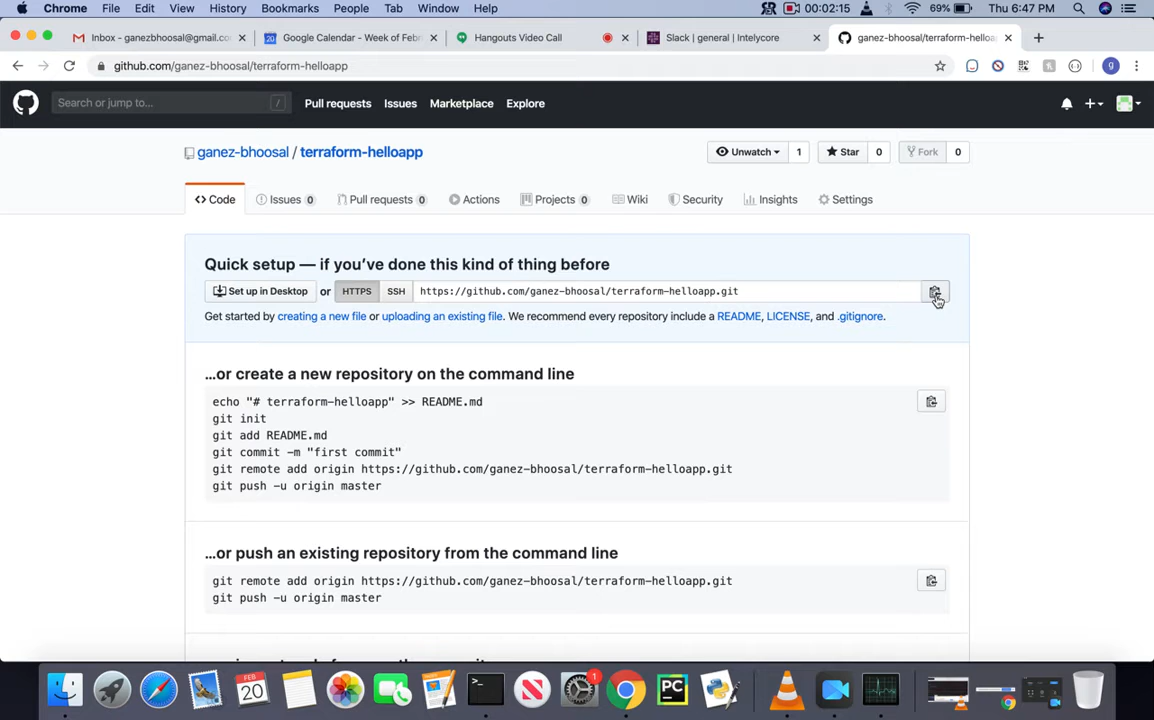 Chrome File Edit View History Bookmarks People Tab Window Help 00:02:15 69% Thu 6:47 PM
Inbox - ganezbhoosal@gmail.co Google Calendar - Week of Febr Hangouts Video Call Slack | general | Intelycore ganez-bhoosal/terraform-helloa
github.com/ganez-bhoosal/terraform-helloapp g
Search or jump to... / Pull requests Issues Marketplace Explore
ganez-bhoosal / terraform-helloapp Unwatch 1 Star 0 Fork 0
Code Issues 0 Pull requests 0 Actions Projects 0 Wiki Security Insights Settings
Quick setup — if you've done this kind of thing before
Set up in Desktop or HTTPS SSH https://github.com/ganez-bhoosal/terraform-helloapp.git
Get started by creating a new file or uploading an existing file. We recommend every repository include a README, LICENSE, and .gitignore.
…or create a new repository on the command line
echo "# terraform-helloapp" >> README.md
git init
git add README.md
git commit -m "first commit"
git remote add origin https://github.com/ganez-bhoosal/terraform-helloapp.git
git push -u origin master
…or push an existing repository from the command line
git remote add origin https://github.com/ganez-bhoosal/terraform-helloapp.git
git push -u origin master
FEB
20
>_
1
PC